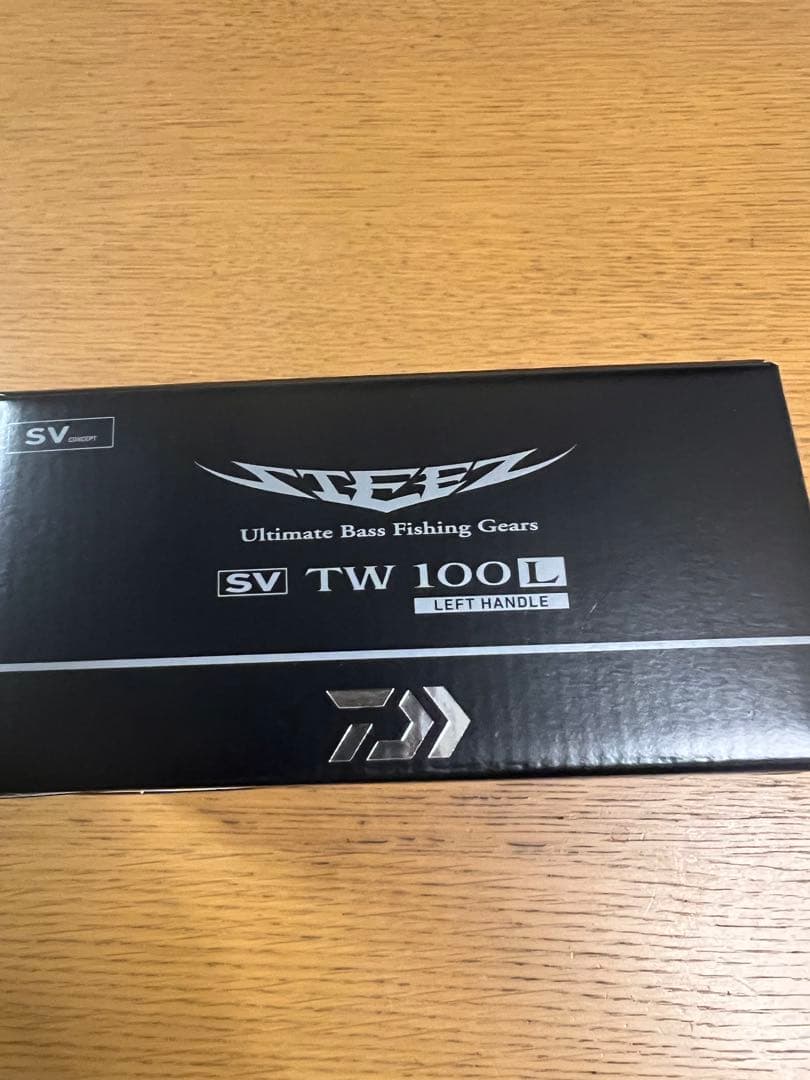 SV CONCEPT
STEEZ
Ultimate Bass Fishing Gears
SV TW 100L
LEFT HANDLE